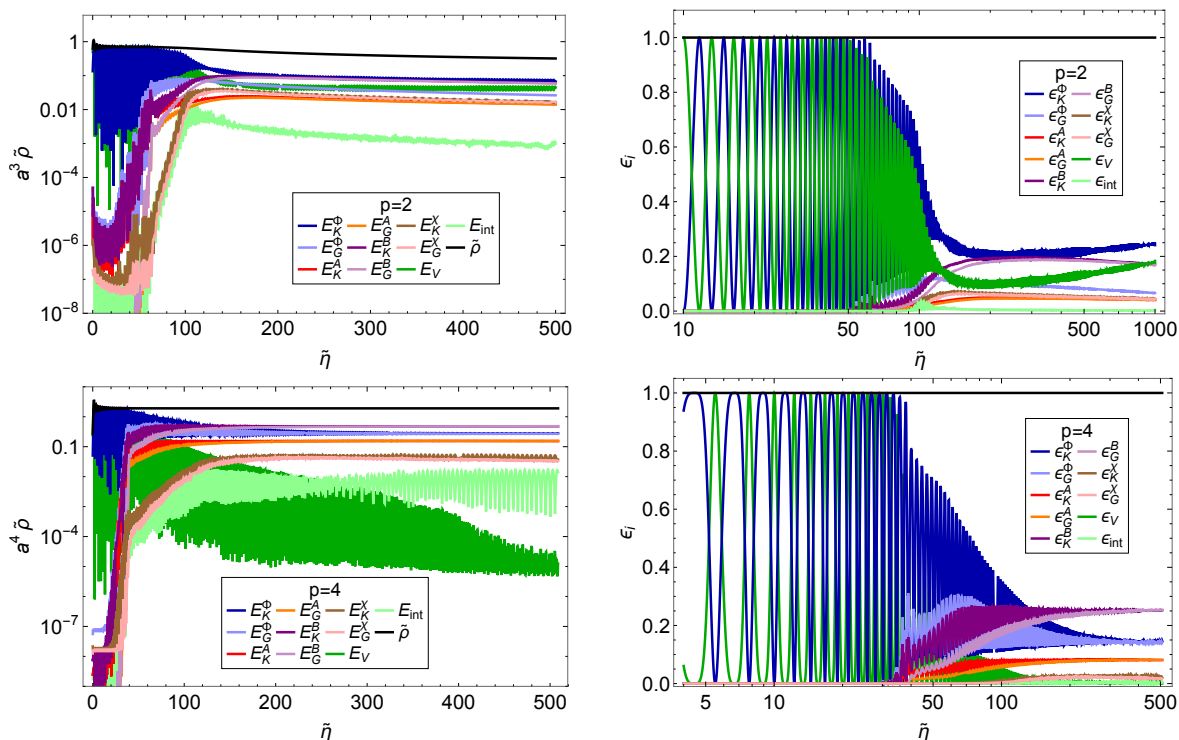 a³ ρ̃
1
0.01
10⁻⁴
10⁻⁶
10⁻⁸
0 100 200 300 400 500
η̃
p=2
E_K^Φ E_G^A E_K^χ E_int
E_G^Φ E_K^B E_G^χ ρ̃
E_K^A E_G^B E_V
ϵ_i
1.0
0.8
0.6
0.4
0.2
0.0
10 50 100 500 1000
η̃
p=2
ϵ_K^Φ ϵ_G^B
ϵ_G^Φ ϵ_K^χ
ϵ_K^A ϵ_G^χ
ϵ_G^A ϵ_V
ϵ_K^B ϵ_int
a⁴ ρ̃
0.1
10⁻⁴
10⁻⁷
0 100 200 300 400 500
η̃
p=4
E_K^Φ E_G^A E_K^χ E_int
E_G^Φ E_K^B E_G^χ ρ̃
E_K^A E_G^B E_V
ϵ_i
1.0
0.8
0.6
0.4
0.2
0.0
5 10 50 100 500
η̃
p=4
ϵ_K^Φ ϵ_G^B
ϵ_G^Φ ϵ_K^χ
ϵ_K^A ϵ_G^χ
ϵ_G^A ϵ_V
ϵ_K^B ϵ_int